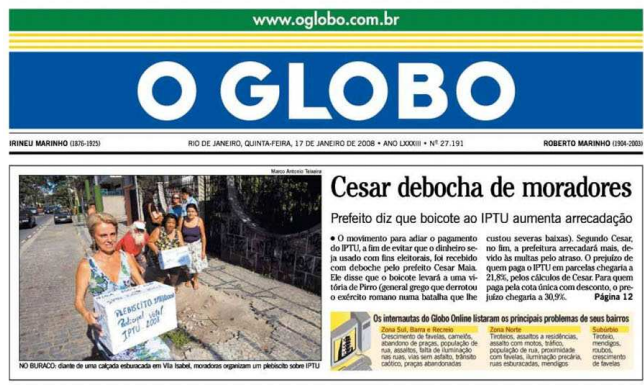 www.oglobo.com.br
O GLOBO
IRINEU MARINHO (1876-1925)
RIO DE JANEIRO, QUINTA-FEIRA, 17 DE JANEIRO DE 2008 • ANO LXXXIII • Nº 27.191
ROBERTO MARINHO (1904-2003)
Marco Antonio Teixeira
PLEBISCITO
IPTU 2008
NO BURACO: diante de uma calçada esburacada em Vila Isabel, moradoras organizam um plebiscito sobre IPTU
Cesar debocha de moradores
Prefeito diz que boicote ao IPTU aumenta arrecadação
• O movimento para adiar o pagamento
do IPTU, a fim de evitar que o dinheiro se-
ja usado com fins eleitorais, foi recebido
com deboche pelo prefeito Cesar Maia.
Ele disse que o boicote levará a uma vi-
tória de Pirro (general grego que derrotou
o exército romano numa batalha que lhe
custou severas baixas). Segundo Cesar,
no fim, a prefeitura arrecadará mais, de-
vido às multas pelo atraso. O prejuízo de
quem paga o IPTU em parcelas chegaria a
21,8%, pelos cálculos de Cesar. Para quem
paga pela cota única com desconto, o pre-
juízo chegaria a 30,9%. Página 12
Os internautas do Globo Online listaram os principais problemas de seus bairros
Zona Sul, Barra e Recreio
Crescimento de favelas, camelôs,
abandono de praças, população de
rua, assaltos, falta de iluminação
nas ruas, vias sem asfalto, trânsito
caótico, praças abandonadas
Zona Norte
Tiroteios, assaltos a residências,
assalto com motos, tráfico,
população de rua, proximidade
com favelas, iluminação precária,
ruas esburacadas, mendigos
Subúrbio
Tiroteio,
mendigos,
roubos,
crescimento
de favelas